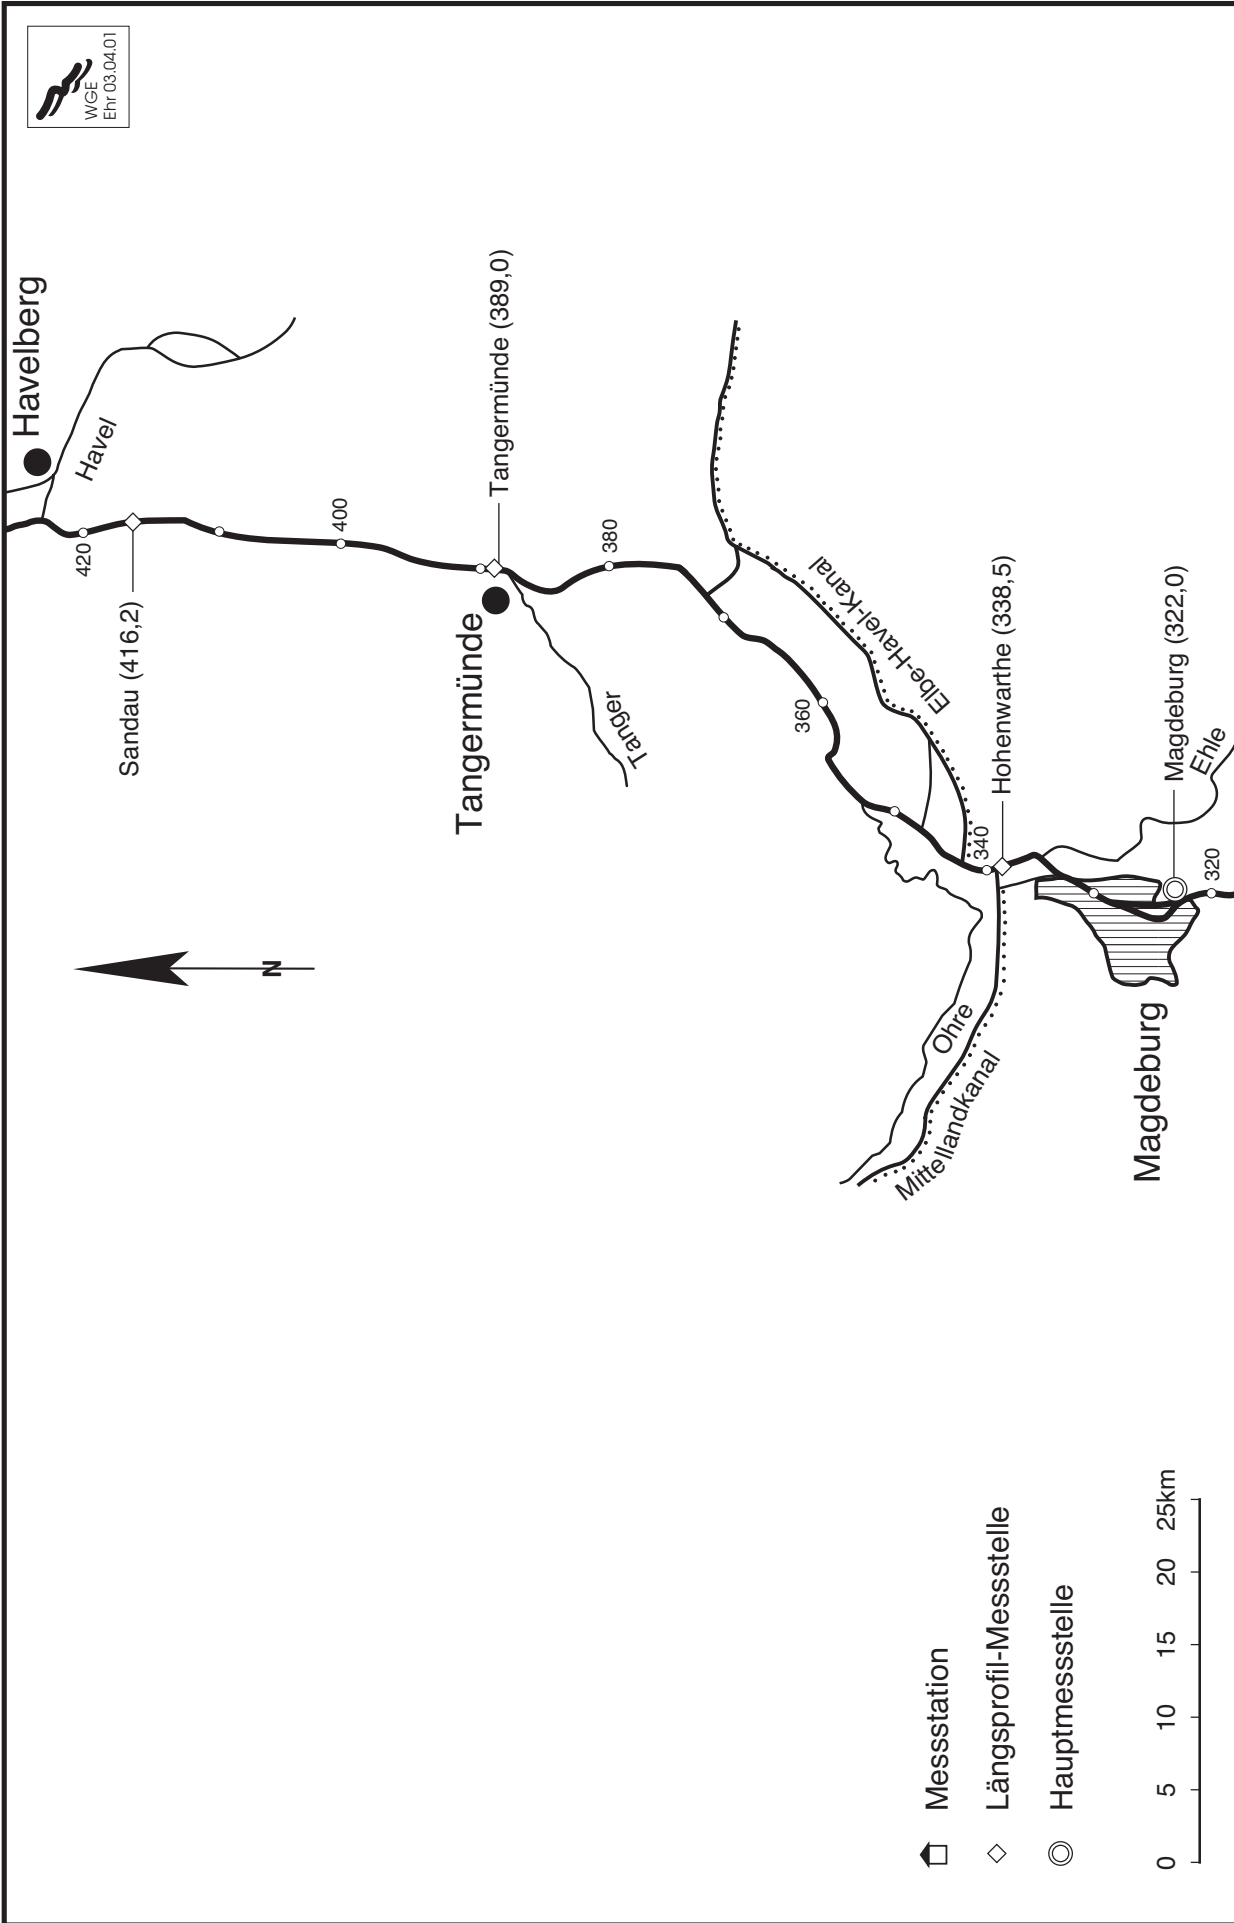 WGE
Ehr 03.04.01
Havelberg
Havel
420
Sandau (416,2)
400
Tangermünde (389,0)
Tangermünde
380
Tanger
Elbe-Havel-Kanal
360
N
340
Hohenwarthe (338,5)
Ohre
Mittellandkanal
Magdeburg (322,0)
Ehle
320
Magdeburg
Messstation
Längsprofil-Messstelle
Hauptmessstelle
0 5 10 15 20 25km